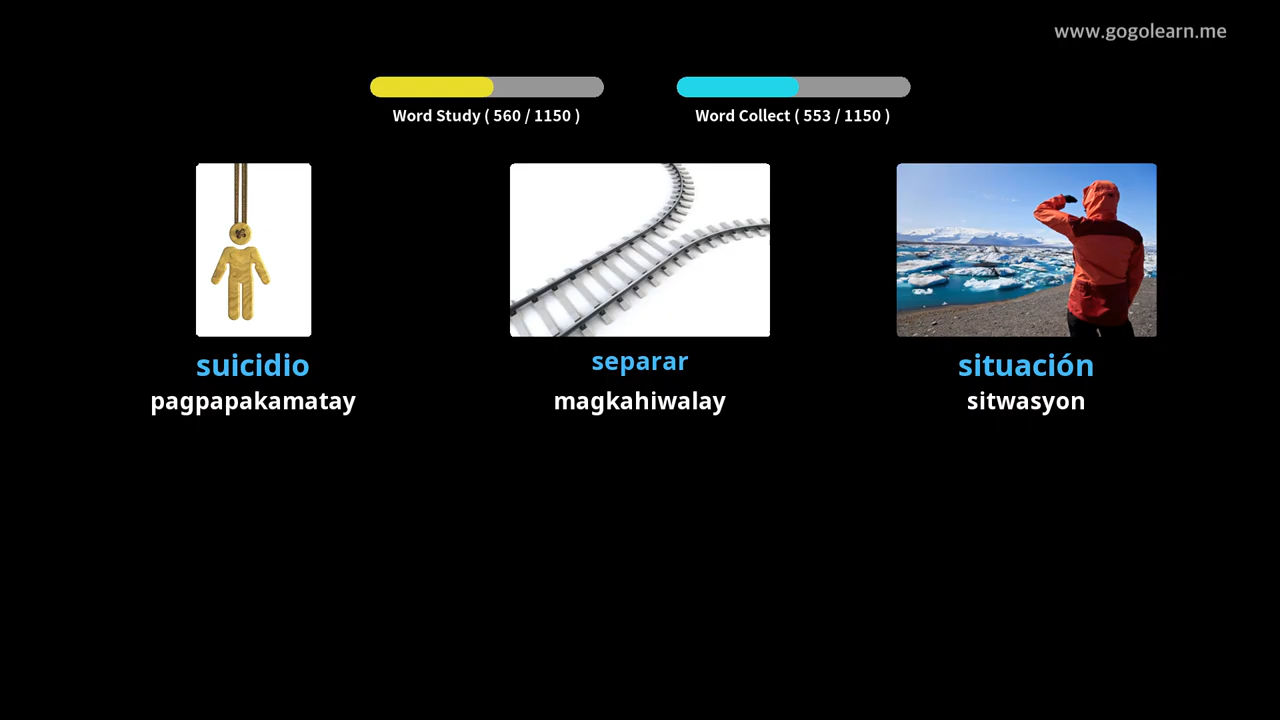 www.gogolearn.me
Word Study ( 560 / 1150 )
Word Collect ( 553 / 1150 )
suicidio
pagpapakamatay
separar
magkahiwalay
situación
sitwasyon